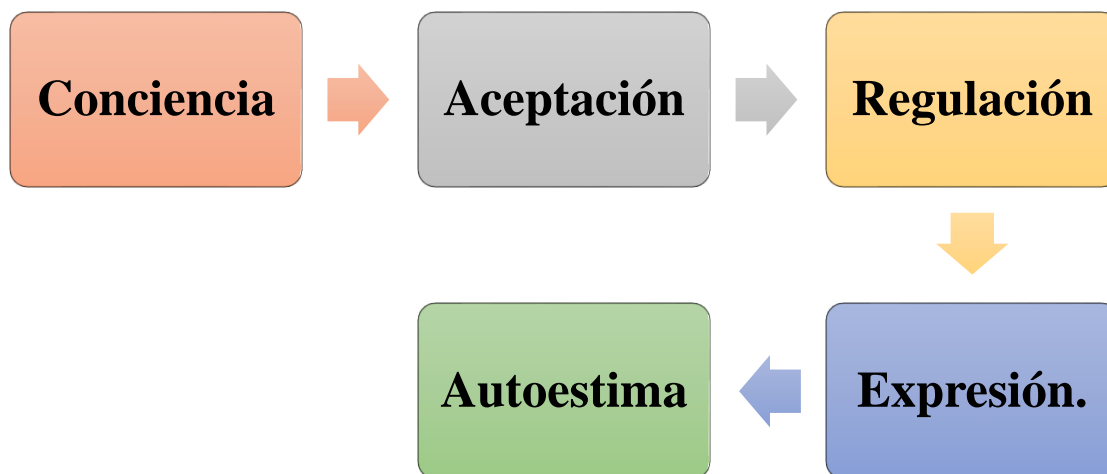 Conciencia
Aceptación
Regulación
Expresión.
Autoestima